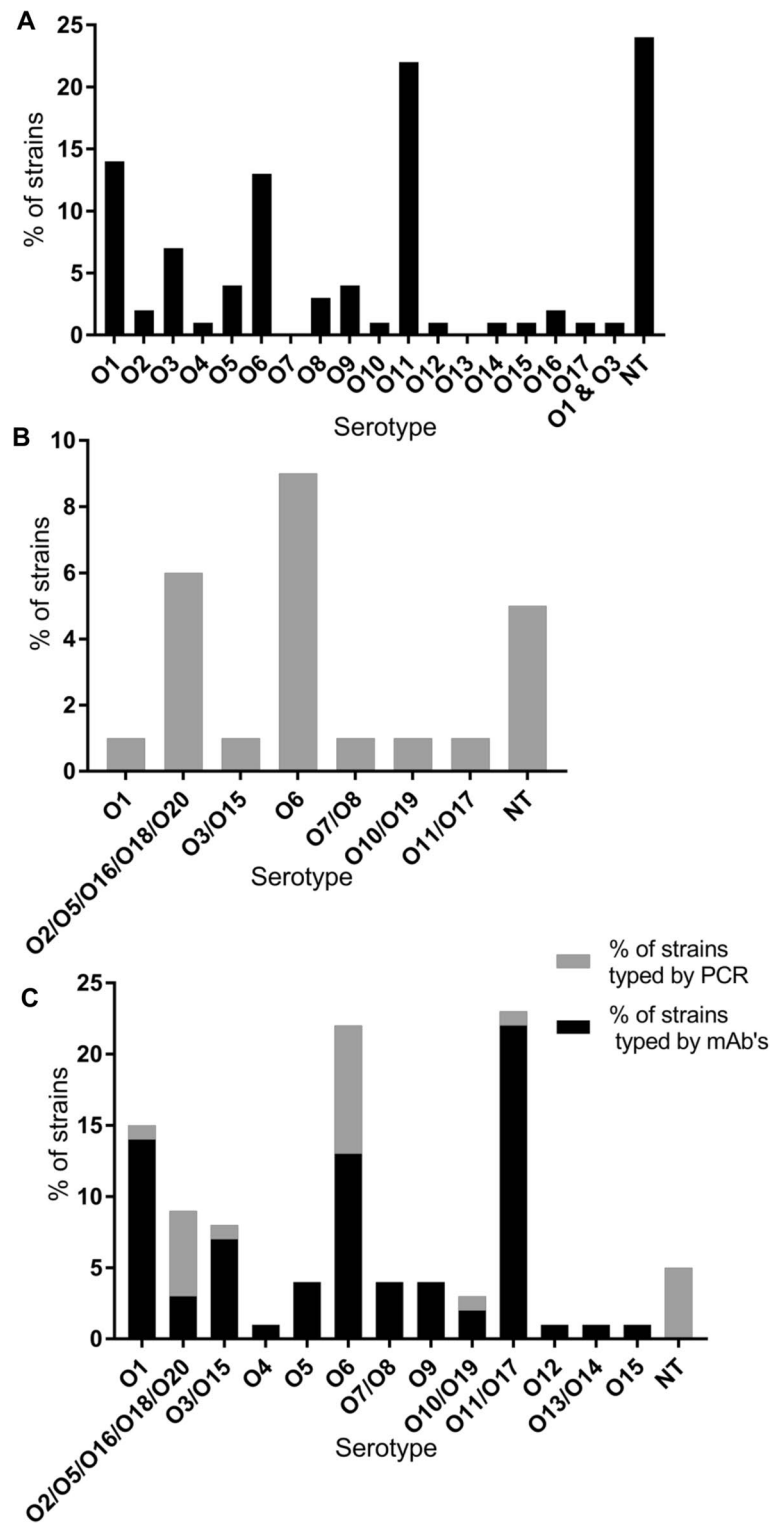 A
25
20
15
10
5
0
% of strains
O1 O2 O3 O4 O5 O6 O7 O8 O9 O10 O11 O12 O13 O14 O15 O16 O17 O1 & O3 NT
Serotype
B
10
8
6
4
2
0
% of strains
O1 O2/O5/O16/O18/O20 O3/O15 O6 O7/O8 O10/O19 O11/O17 NT
Serotype
% of strains
typed by PCR
% of strains
typed by mAb's
C
25
20
15
10
5
0
% of strains
O1 O2/O5/O16/O18/O20 O3/O15 O4 O5 O6 O7/O8 O9 O10/O19 O11/O17 O12 O13/O14 O15 NT
Serotype